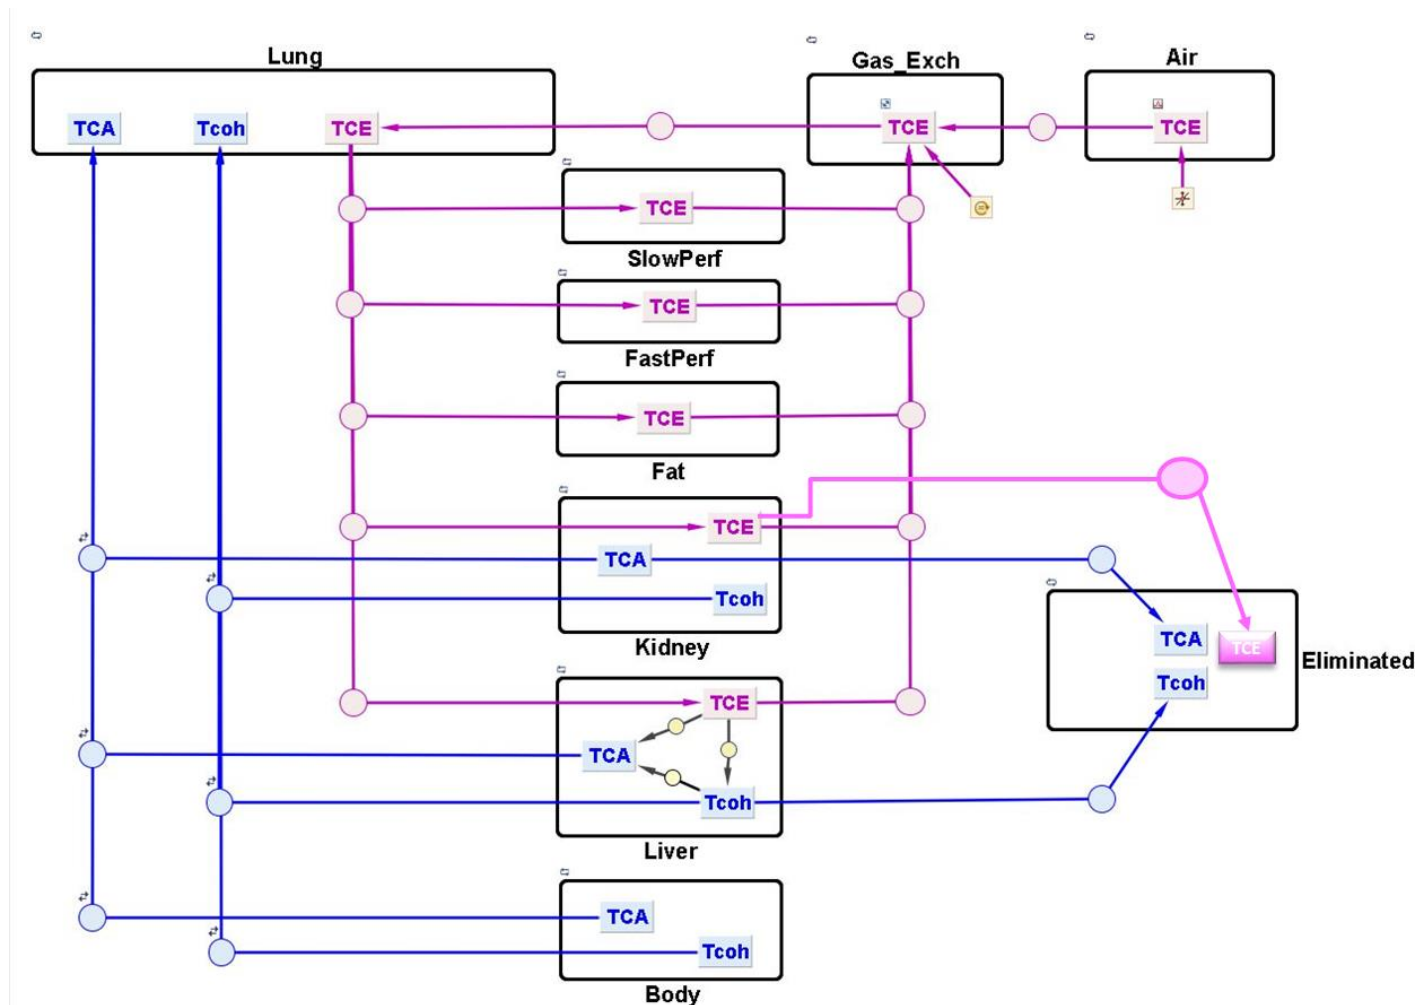 Lung
Gas_Exch
Air
TCA
Tcoh
TCE
TCE
TCE
TCE
SlowPerf
TCE
FastPerf
TCE
Fat
TCE
TCA
Tcoh
Kidney
TCA
TCE
Tcoh
Eliminated
TCE
TCA
Tcoh
Liver
TCA
Tcoh
Body